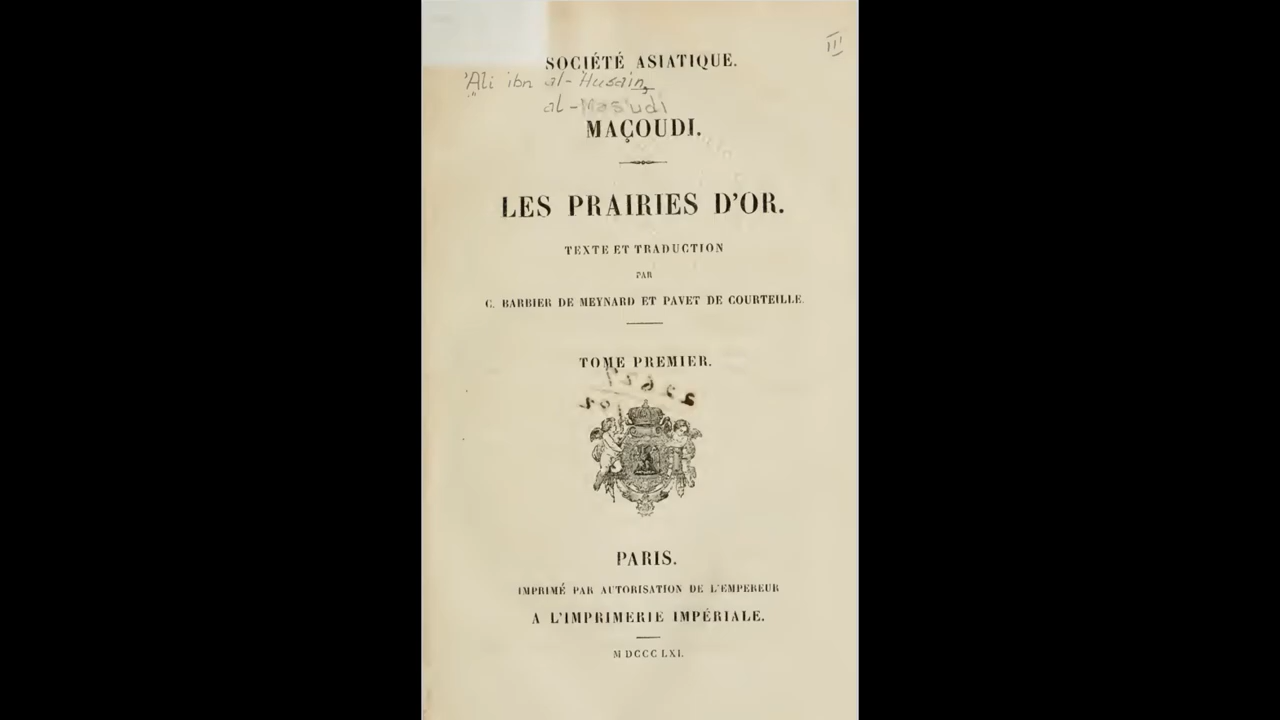 III
SOCIÉTÉ ASIATIQUE.
'Ali ibn al-Husain,
al-Mas'udi
MAÇOUDI.
LES PRAIRIES D'OR.
TEXTE ET TRADUCTION
PAR
C. BARBIER DE MEYNARD ET PAVET DE COURTEILLE.
TOME PREMIER.
PARIS.
IMPRIMÉ PAR AUTORISATION DE L'EMPEREUR
A L'IMPRIMERIE IMPÉRIALE.
M DCCC LXI.